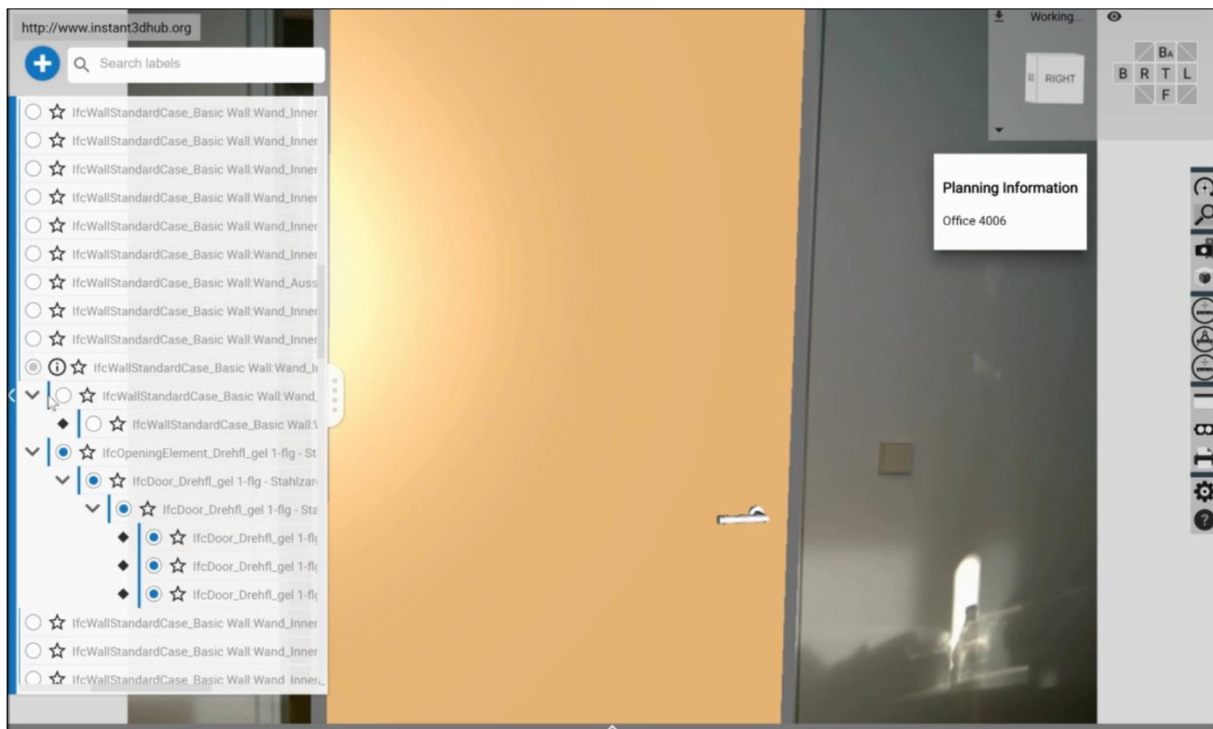 http://www.instant3dhub.org
Search labels
IfcWallStandardCase_Basic Wall:Wand_Inner
IfcWallStandardCase_Basic Wall:Wand_Inner
IfcWallStandardCase_Basic Wall:Wand_Inner
IfcWallStandardCase_Basic Wall:Wand_Inner
IfcWallStandardCase_Basic Wall:Wand_Inner
IfcWallStandardCase_Basic Wall:Wand_Inner
IfcWallStandardCase_Basic Wall:Wand_Auss
IfcWallStandardCase_Basic Wall:Wand_Inner
IfcWallStandardCase_Basic Wall:Wand_Inner
IfcWallStandardCase_Basic Wall:Wand_I
IfcWallStandardCase_Basic Wall:Wand_
IfcWallStandardCase_Basic Wall:
IfcOpeningElement_Drehfl_gel 1-flg - St
IfcDoor_Drehfl_gel 1-flg - Stahlzar
IfcDoor_Drehfl_gel 1-flg - Sta
IfcDoor_Drehfl_gel 1-fl
IfcDoor_Drehfl_gel 1-fl
IfcDoor_Drehfl_gel 1-fl
IfcWallStandardCase_Basic Wall:Wand_Inner
IfcWallStandardCase_Basic Wall:Wand_Inner
IfcWallStandardCase_Basic Wall:Wand_Inner
Working...
RIGHT
BA
B R T L
F
Planning Information
Office 4006
?